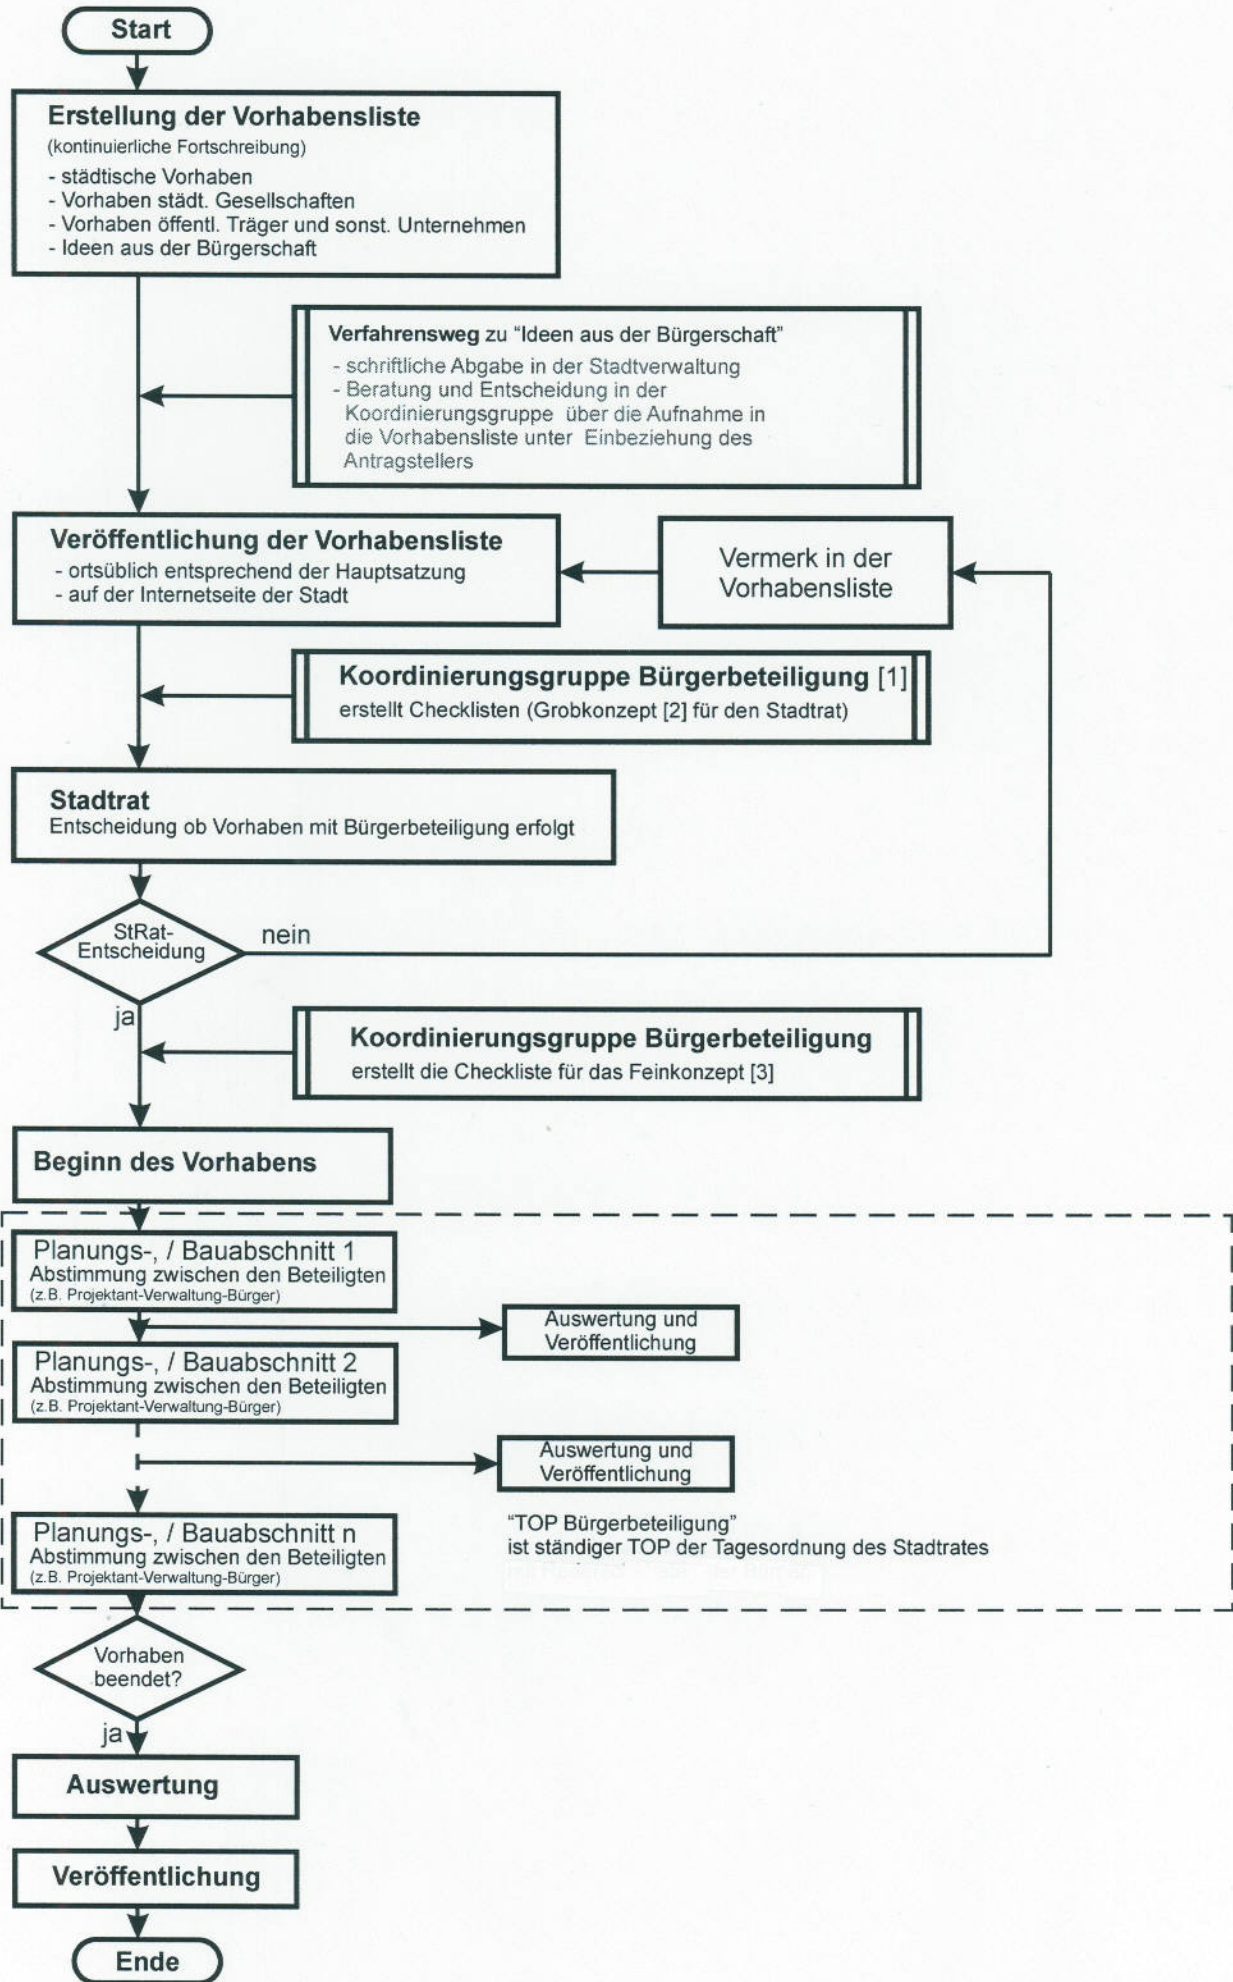 Start
Erstellung der Vorhabensliste
(kontinuierliche Fortschreibung)
- städtische Vorhaben
- Vorhaben städt. Gesellschaften
- Vorhaben öffentl. Träger und sonst. Unternehmen
- Ideen aus der Bürgerschaft
Verfahrensweg zu “Ideen aus der Bürgerschaft”
- schriftliche Abgabe in der Stadtverwaltung
- Beratung und Entscheidung in der
Koordinierungsgruppe über die Aufnahme in
die Vorhabensliste unter Einbeziehung des
Antragstellers
Veröffentlichung der Vorhabensliste
- ortsüblich entsprechend der Hauptsatzung
- auf der Internetseite der Stadt
Vermerk in der
Vorhabensliste
Koordinierungsgruppe Bürgerbeteiligung [1]
erstellt Checklisten (Grobkonzept [2] für den Stadtrat)
Stadtrat
Entscheidung ob Vorhaben mit Bürgerbeteiligung erfolgt
StRat-
Entscheidung
nein
ja
Koordinierungsgruppe Bürgerbeteiligung
erstellt die Checkliste für das Feinkonzept [3]
Beginn des Vorhabens
Planungs-, / Bauabschnitt 1
Abstimmung zwischen den Beteiligten
(z.B. Projektant-Verwaltung-Bürger)
Auswertung und
Veröffentlichung
Planungs-, / Bauabschnitt 2
Abstimmung zwischen den Beteiligten
(z.B. Projektant-Verwaltung-Bürger)
Auswertung und
Veröffentlichung
Planungs-, / Bauabschnitt n
Abstimmung zwischen den Beteiligten
(z.B. Projektant-Verwaltung-Bürger)
“TOP Bürgerbeteiligung”
ist ständiger TOP der Tagesordnung des Stadtrates
Vorhaben
beendet?
ja
Auswertung
Veröffentlichung
Ende